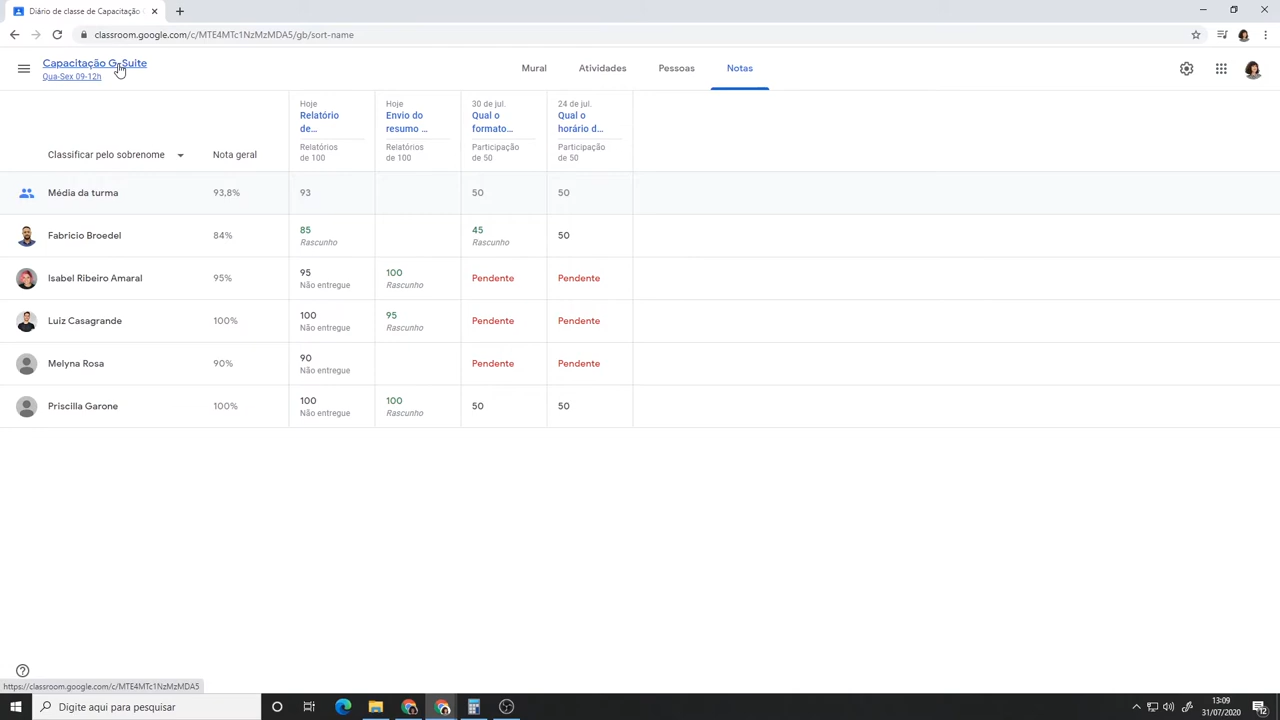 Diário de classe de Capacitação
classroom.google.com/c/MTE4MTc1NzMzMDA5/gb/sort-name
Capacitação G-Suite
Qua-Sex 09-12h
Mural
Atividades
Pessoas
Notas
Hoje
Relatório
de…
Relatórios
de 100
Hoje
Envio do
resumo …
Relatórios
de 100
30 de jul.
Qual o
formato…
Participação
de 50
24 de jul.
Qual o
horário d…
Participação
de 50
Classificar pelo sobrenome
Nota geral
Média da turma 93,8% 93 50 50
Fabricio Broedel 84% 85 45 50
Rascunho Rascunho
Isabel Ribeiro Amaral 95% 95 100 Pendente Pendente
Não entregue Rascunho
Luiz Casagrande 100% 100 95 Pendente Pendente
Não entregue Rascunho
Melyna Rosa 90% 90 Pendente Pendente
Não entregue
Priscilla Garone 100% 100 100 50 50
Não entregue Rascunho
https://classroom.google.com/c/MTE4MTc1NzMzMDA5
Digite aqui para pesquisar
13:09
31/07/2020
12